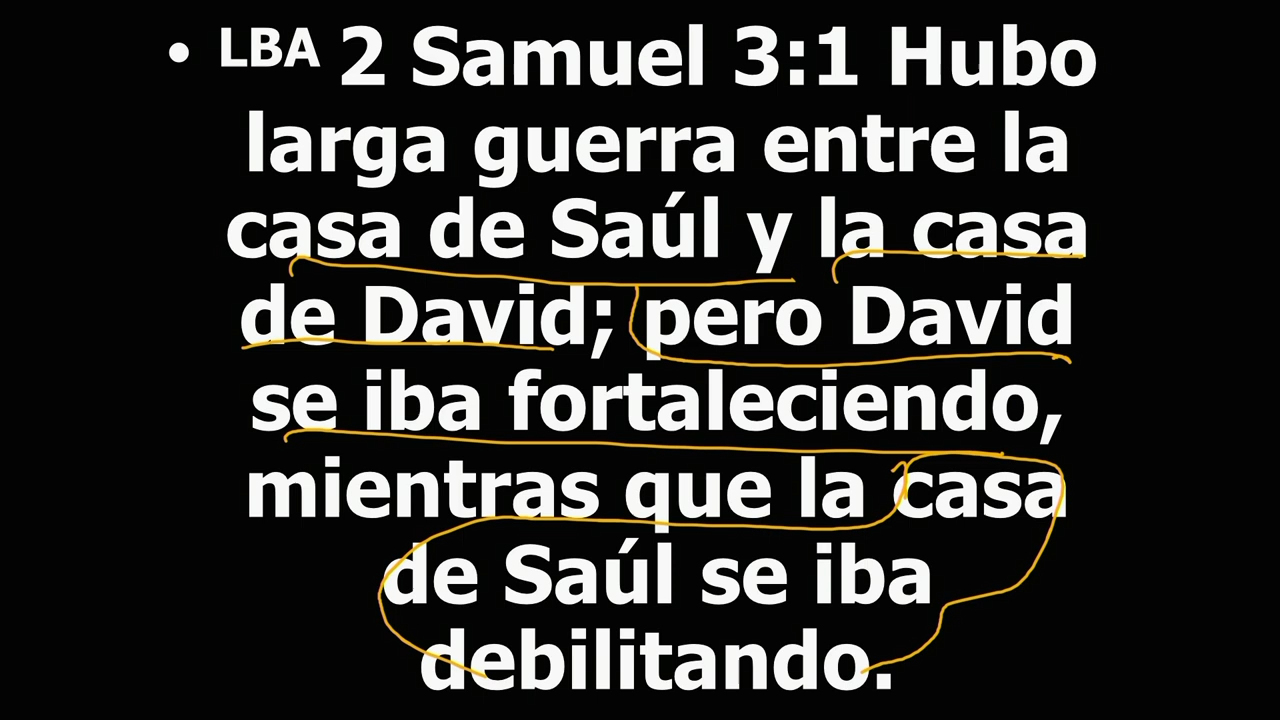 • LBA 2 Samuel 3:1 Hubo
larga guerra entre la
casa de Saúl y la casa
de David; pero David
se iba fortaleciendo,
mientras que la casa
de Saúl se iba
debilitando.